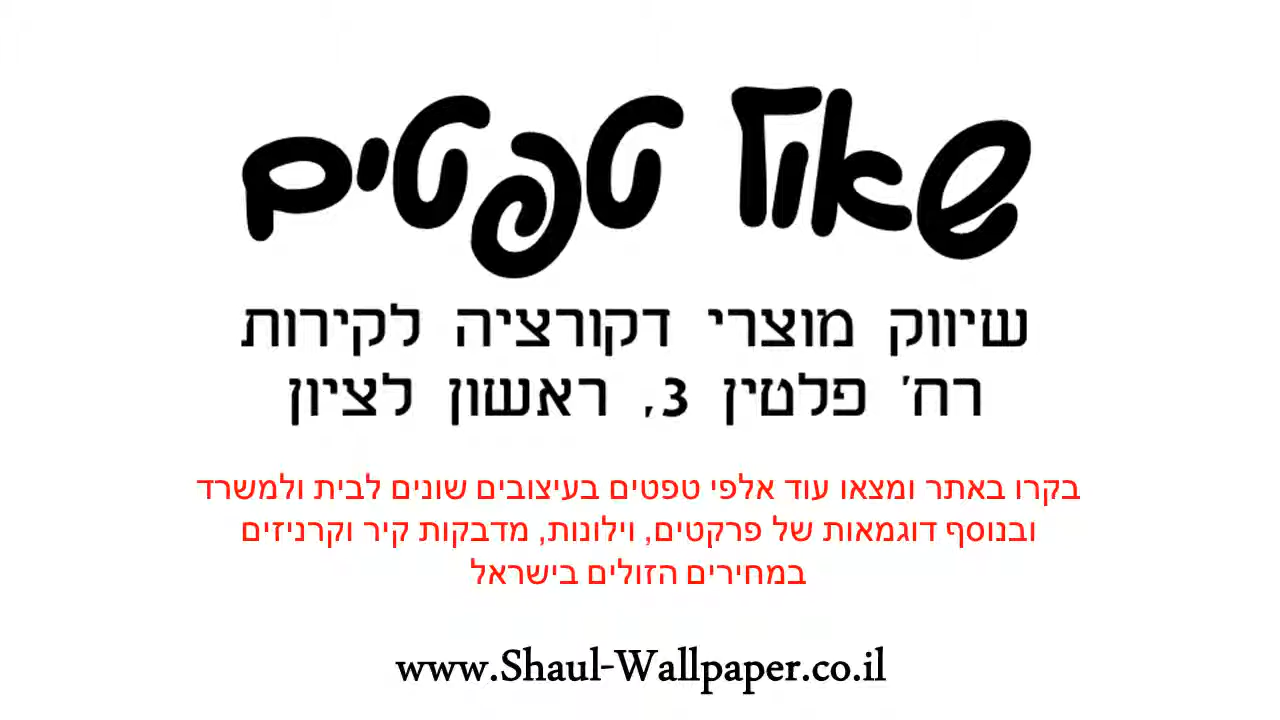 שאול טפטים
שיווק מוצרי דקורציה לקירות
רח' פלטין 3, ראשון לציון
בקרו באתר ומצאו עוד אלפי טפטים בעיצובים שונים לבית ולמשרד
ובנוסף דוגמאות של פרקטים, וילונות, מדבקות קיר וקרניזים
במחירים הזולים בישראל
www.Shaul-Wallpaper.co.il